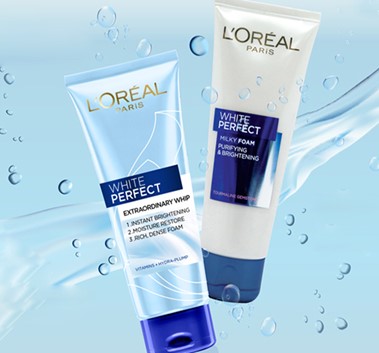 L'ORÉAL
PARIS
WHITE
PERFECT
EXTRAORDINARY WHIP
1. INSTANT BRIGHTENING
2. MOISTURE RESTORE
3. RICH, DENSE FOAM
L'ORÉAL
PARIS
WHITE
PERFECT
MILKY FOAM
PURIFYING
& BRIGHTENING